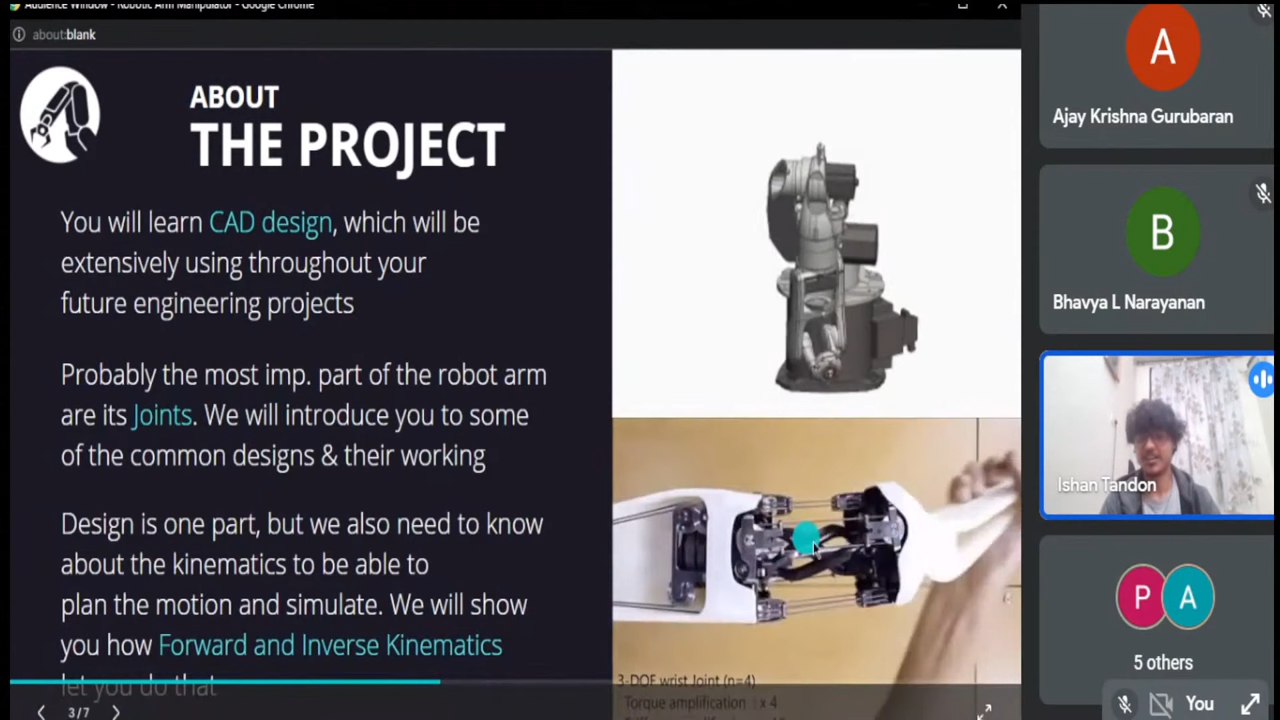 Audience Window - Robotic Arm Manipulator - Google Chrome
about:blank
ABOUT
THE PROJECT
You will learn CAD design, which will be
extensively using throughout your
future engineering projects
Probably the most imp. part of the robot arm
are its Joints. We will introduce you to some
of the common designs & their working
Design is one part, but we also need to know
about the kinematics to be able to
plan the motion and simulate. We will show
you how Forward and Inverse Kinematics
let you do that
3/7
3-DOF wrist Joint (n=4)
Torque amplification : x 4
A
Ajay Krishna Gurubaran
B
Bhavya L Narayanan
Ishan Tandon
P A
5 others
You